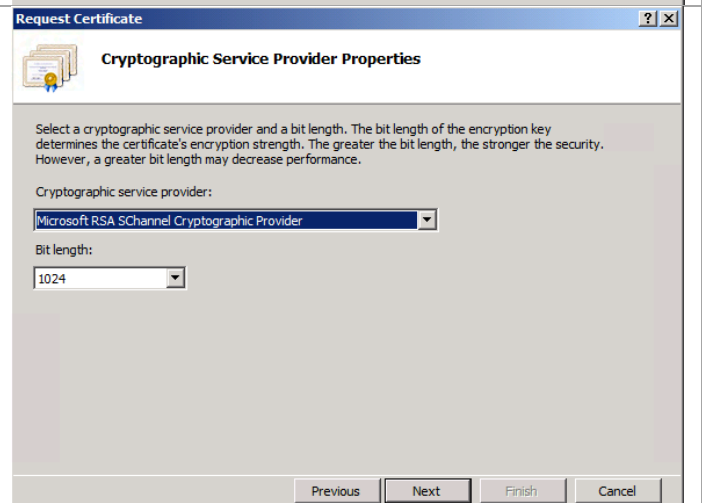 Request Certificate
Cryptographic Service Provider Properties
Select a cryptographic service provider and a bit length. The bit length of the encryption key
determines the certificate's encryption strength. The greater the bit length, the stronger the security.
However, a greater bit length may decrease performance.
Cryptographic service provider:
Microsoft RSA SChannel Cryptographic Provider
Bit length:
1024
Previous Next Finish Cancel